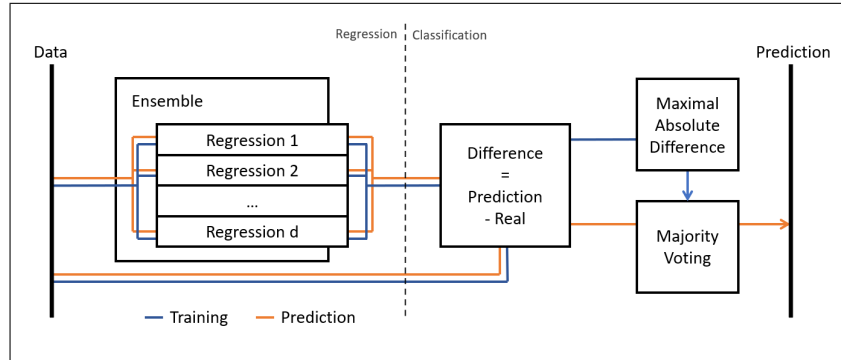 Regression
Classification
Data
Prediction
Ensemble
Regression 1
Regression 2
...
Regression d
Difference
=
Prediction
- Real
Maximal
Absolute
Difference
Majority
Voting
Training
Prediction